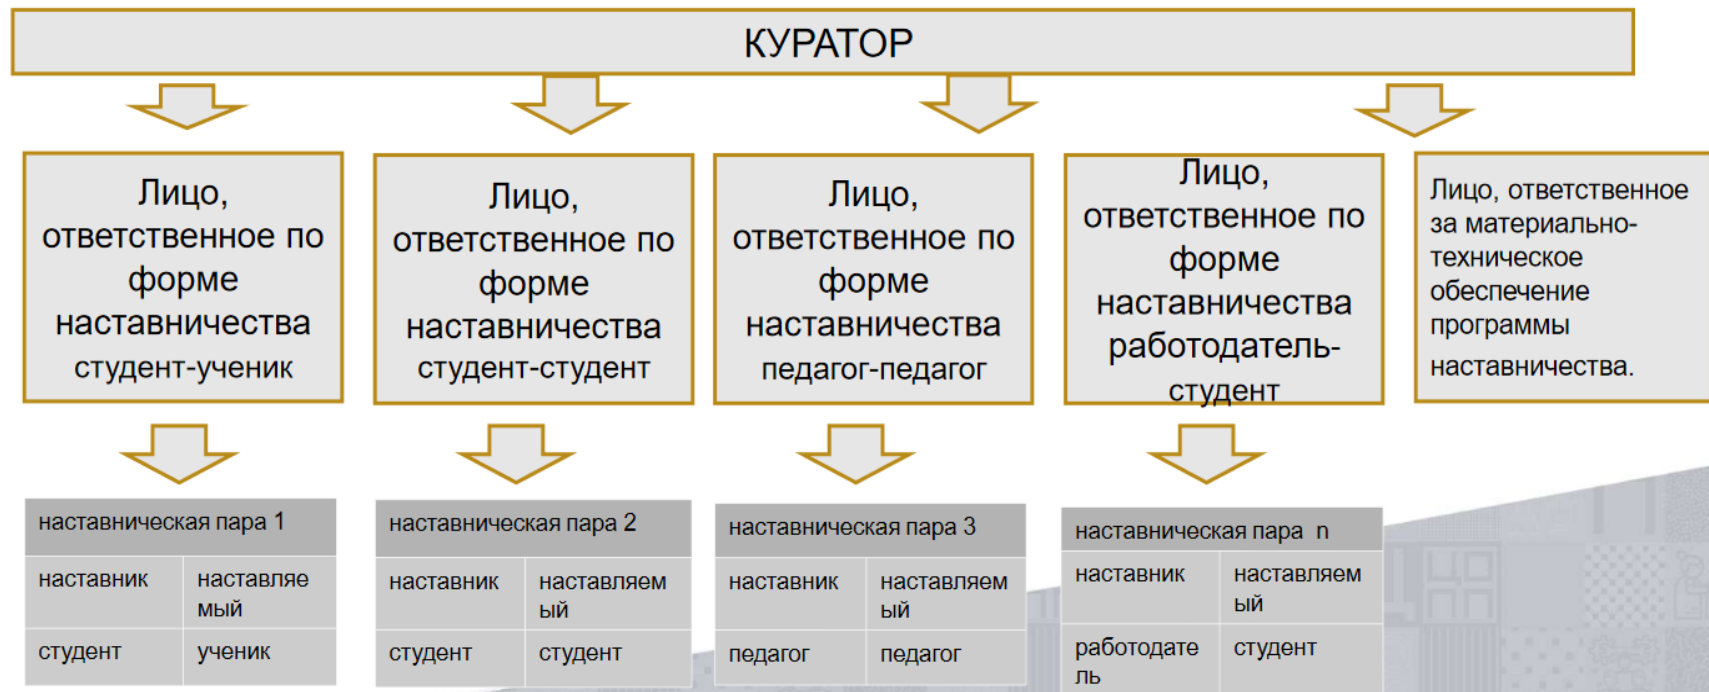 КУРАТОР
Лицо,
ответственное по
форме
наставничества
студент-ученик
Лицо,
ответственное по
форме
наставничества
студент-студент
Лицо,
ответственное по
форме
наставничества
педагог-педагог
Лицо,
ответственное по
форме
наставничества
работодатель-
студент
Лицо, ответственное
за материально-
техническое
обеспечение
программы
наставничества.
наставническая пара 1
наставник
наставляе
мый
студент
ученик
наставническая пара 2
наставник
наставляем
ый
студент
студент
наставническая пара 3
наставник
наставляем
ый
педагог
педагог
наставническая пара n
наставник
наставляем
ый
работодате
ль
студент